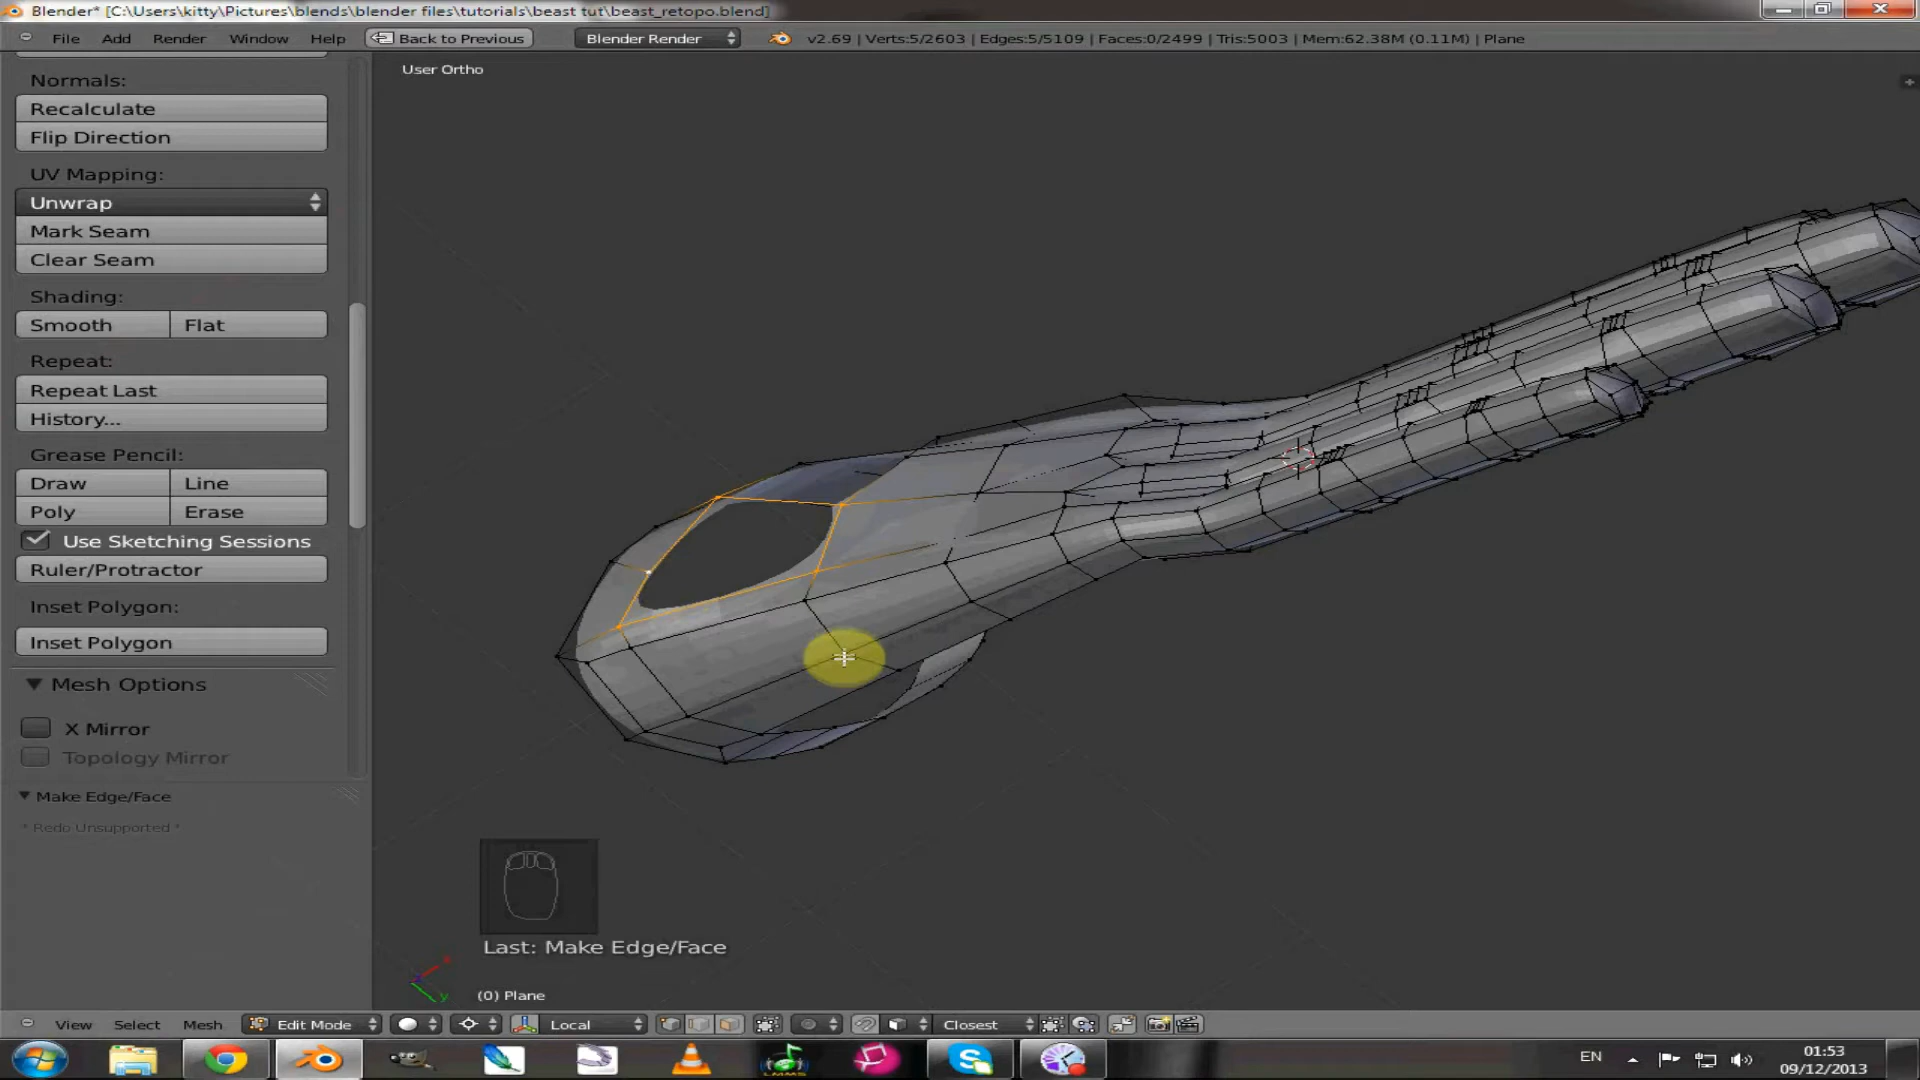 Blender* [C:\Users\kitty\Pictures\blends\blender files\tutorials\beast tut\beast_retopo.blend]
File Add Render Window Help Back to Previous Blender Render v2.69 | Verts:5/2603 | Edges:5/5109 | Faces:0/2499 | Tris:5003 | Mem:62.38M (0.11M) | Plane
User Ortho
Normals:
Recalculate
Flip Direction
UV Mapping:
Unwrap
Mark Seam
Clear Seam
Shading:
Smooth Flat
Repeat:
Repeat Last
History...
Grease Pencil:
Draw Line
Poly Erase
Use Sketching Sessions
Ruler/Protractor
Inset Polygon:
Inset Polygon
Mesh Options
X Mirror
Topology Mirror
Make Edge/Face
* Redo Unsupported *
Last: Make Edge/Face
x
y
(0) Plane
View Select Mesh Edit Mode Local Closest
LMMS
EN
01:53
09/12/2013